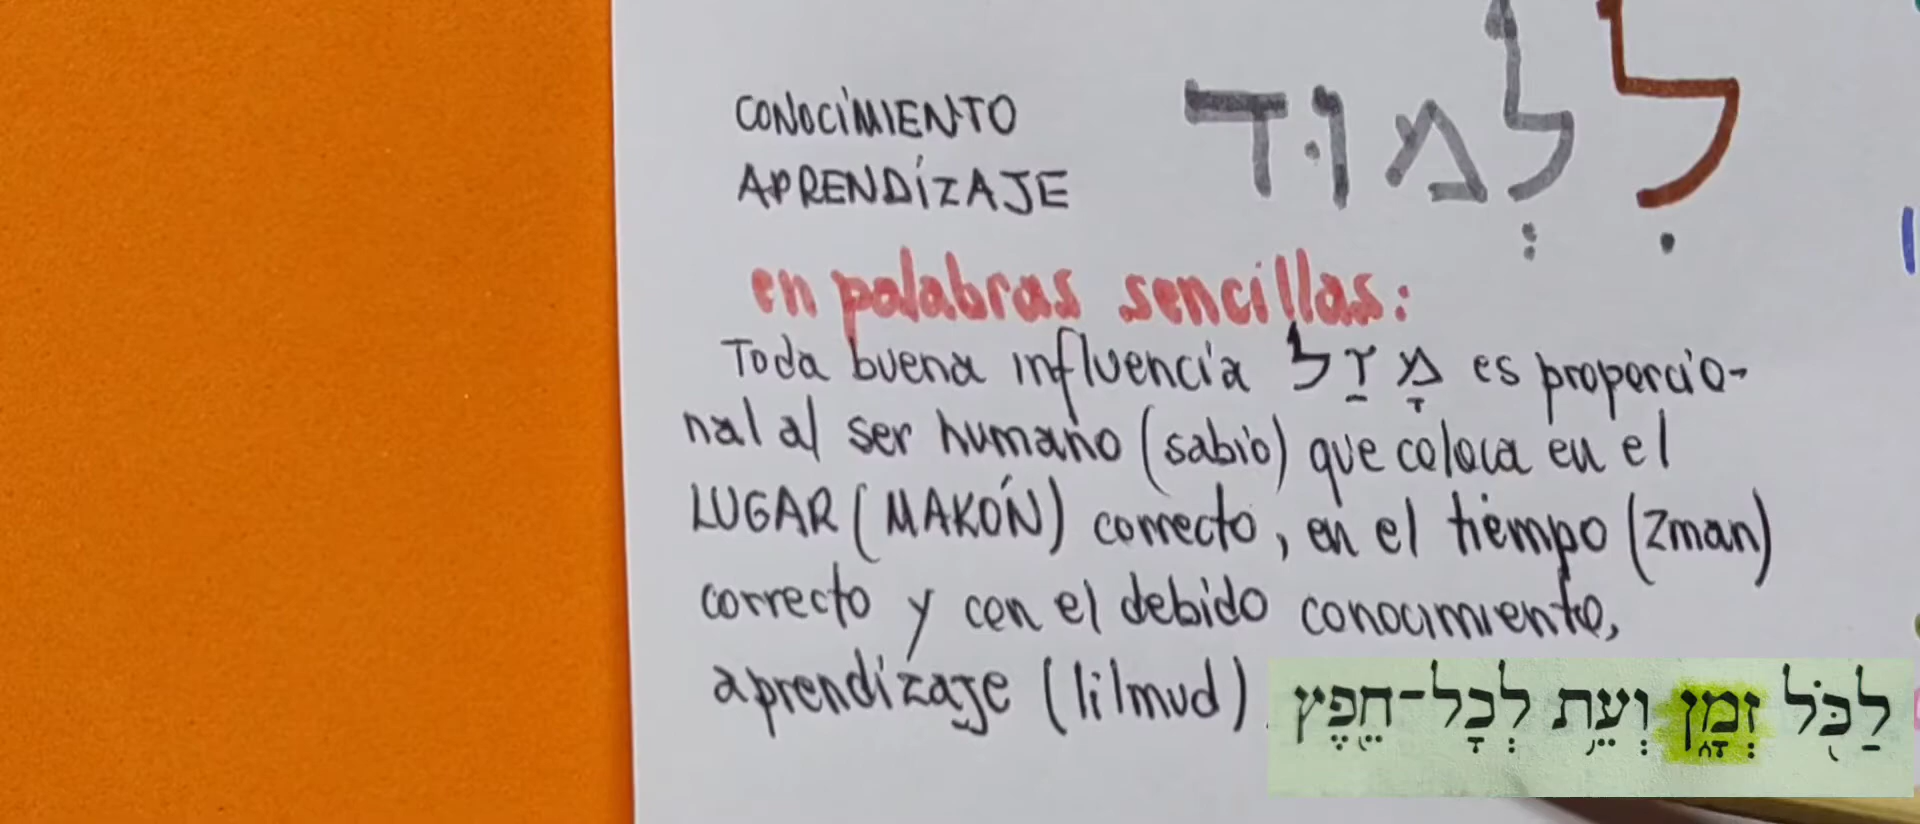 CONOCIMIENTO
APRENDIZAJE
לִלְמוּד
en palabras sencillas:
Toda buena influencia מָזַל es proporcio-
nal al ser humano (sabio) que coloca en el
LUGAR (MAKÓN) correcto, en el tiempo (zman)
correcto y con el debido conocimiento,
aprendizaje (lilmud)
לַכֹּ֖ל זְמָ֑ן וְעֵ֥ת לְכָל־חֵ֖פֶץ